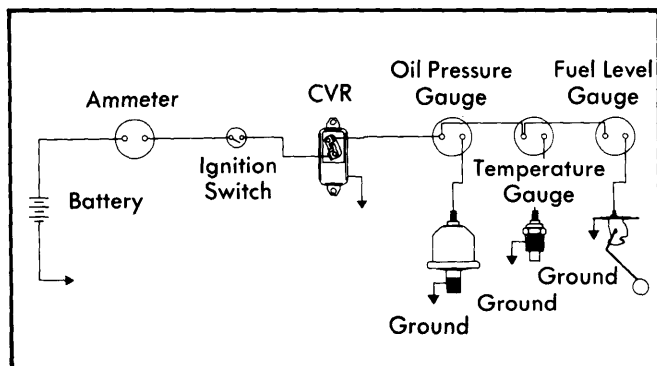 Ammeter
CVR
Oil Pressure
Gauge
Fuel Level
Gauge
Ignition
Switch
Battery
Temperature
Gauge
Ground
Ground
Ground